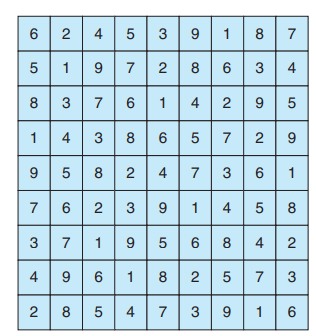 6 2 4 5 3 9 1 8 7
5 1 9 7 2 8 6 3 4
8 3 7 6 1 4 2 9 5
1 4 3 8 6 5 7 2 9
9 5 8 2 4 7 3 6 1
7 6 2 3 9 1 4 5 8
3 7 1 9 5 6 8 4 2
4 9 6 1 8 2 5 7 3
2 8 5 4 7 3 9 1 6